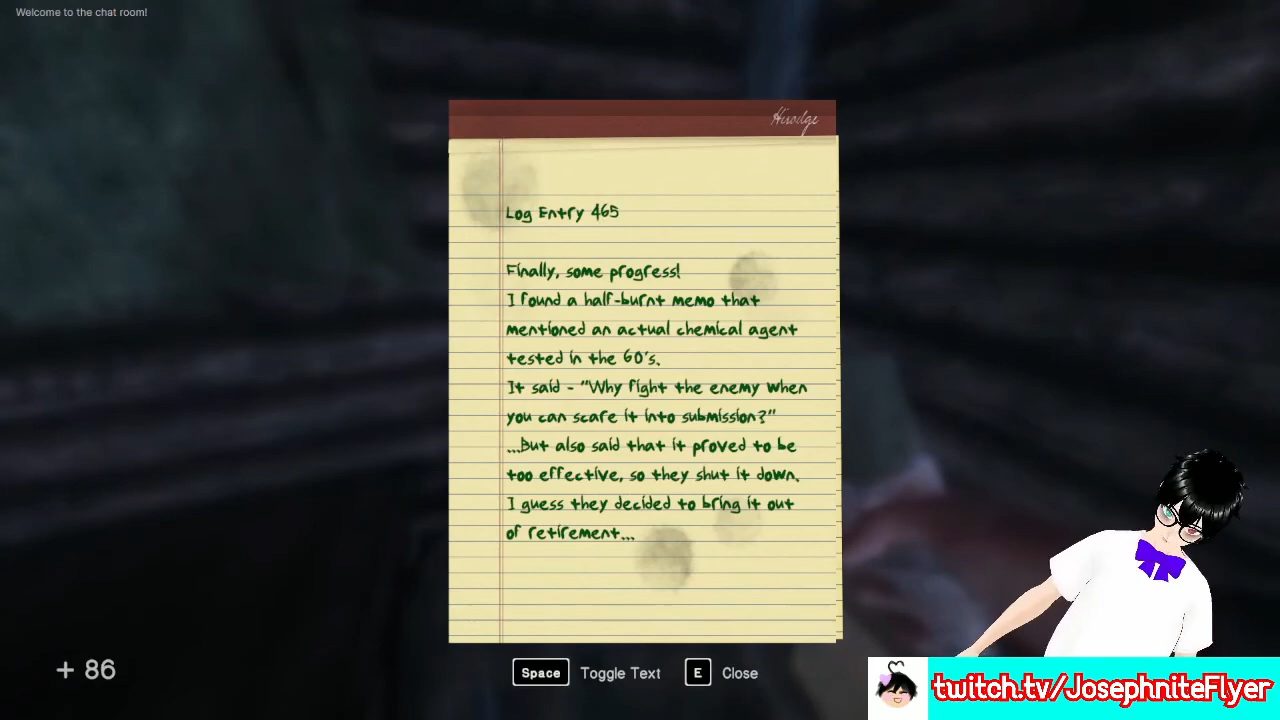 Welcome to the chat room!
Hirodge
Log Entry 465
Finally, some progress!
I found a half-burnt memo that
mentioned an actual chemical agent
tested in the 60's.
It said - "Why fight the enemy when
you can scare it into submission?"
...But also said that it proved to be
too effective, so they shut it down.
I guess they decided to bring it out
of retirement...
+ 86
Space Toggle Text E Close
twitch.tv/JosephniteFlyer